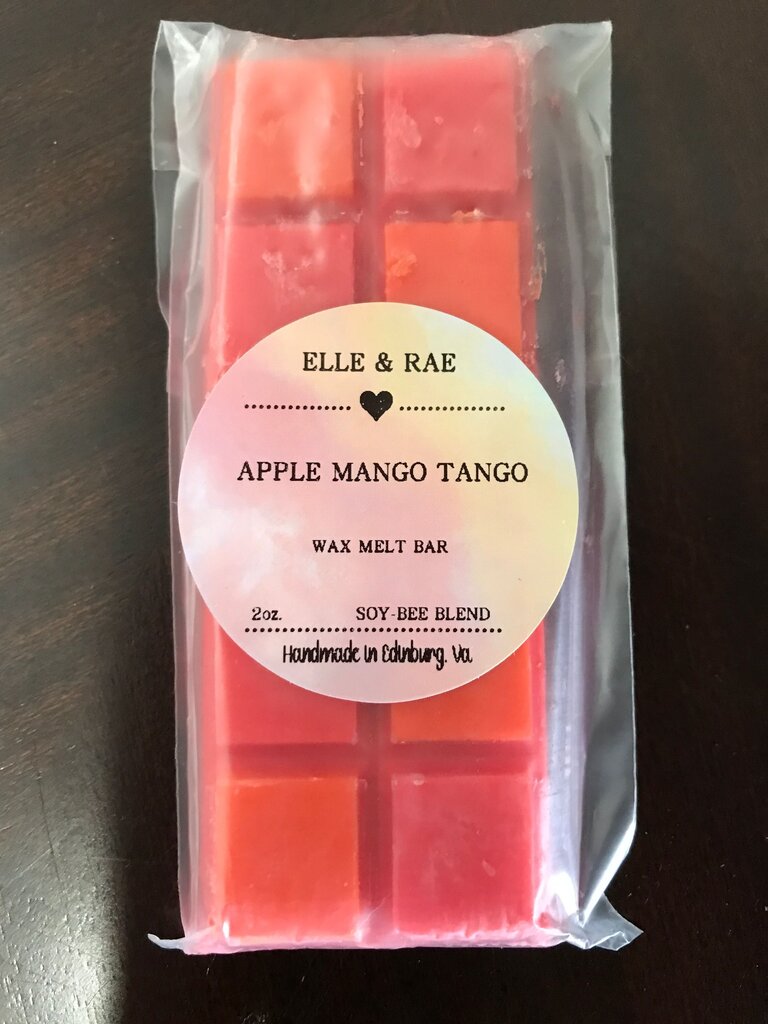 ELLE & RAE
APPLE MANGO TANGO
WAX MELT BAR
2oz. SOY-BEE BLEND
Handmade in Edinburg, Va